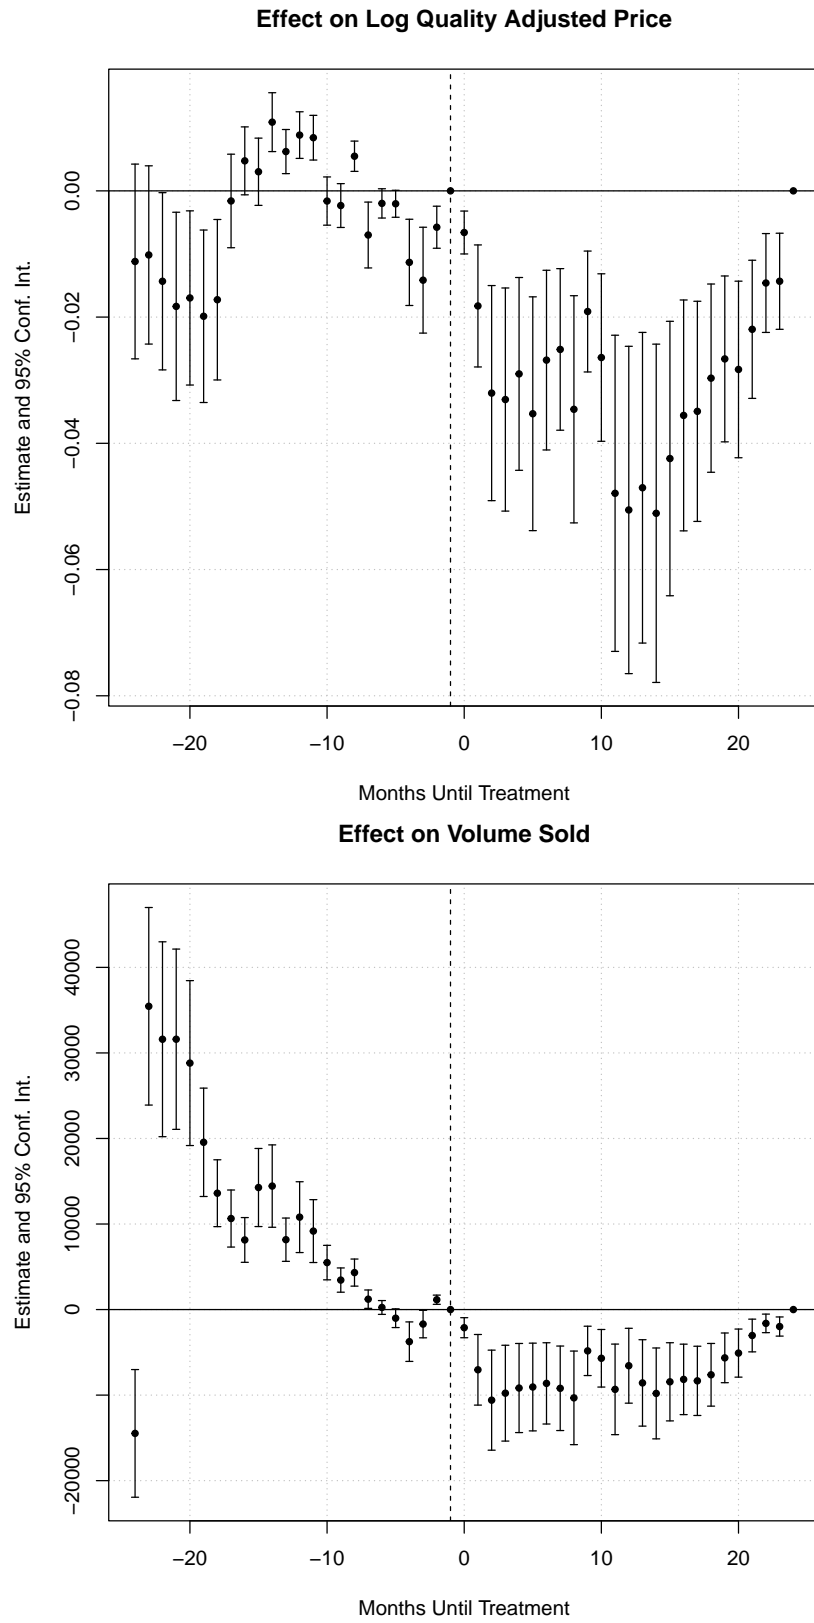 Effect on Log Quality Adjusted Price
Estimate and 95% Conf. Int.
0.00
−0.02
−0.04
−0.06
−0.08
−20 −10 0 10 20
Months Until Treatment
Effect on Volume Sold
Estimate and 95% Conf. Int.
40000
30000
20000
10000
0
−20000
−20 −10 0 10 20
Months Until Treatment